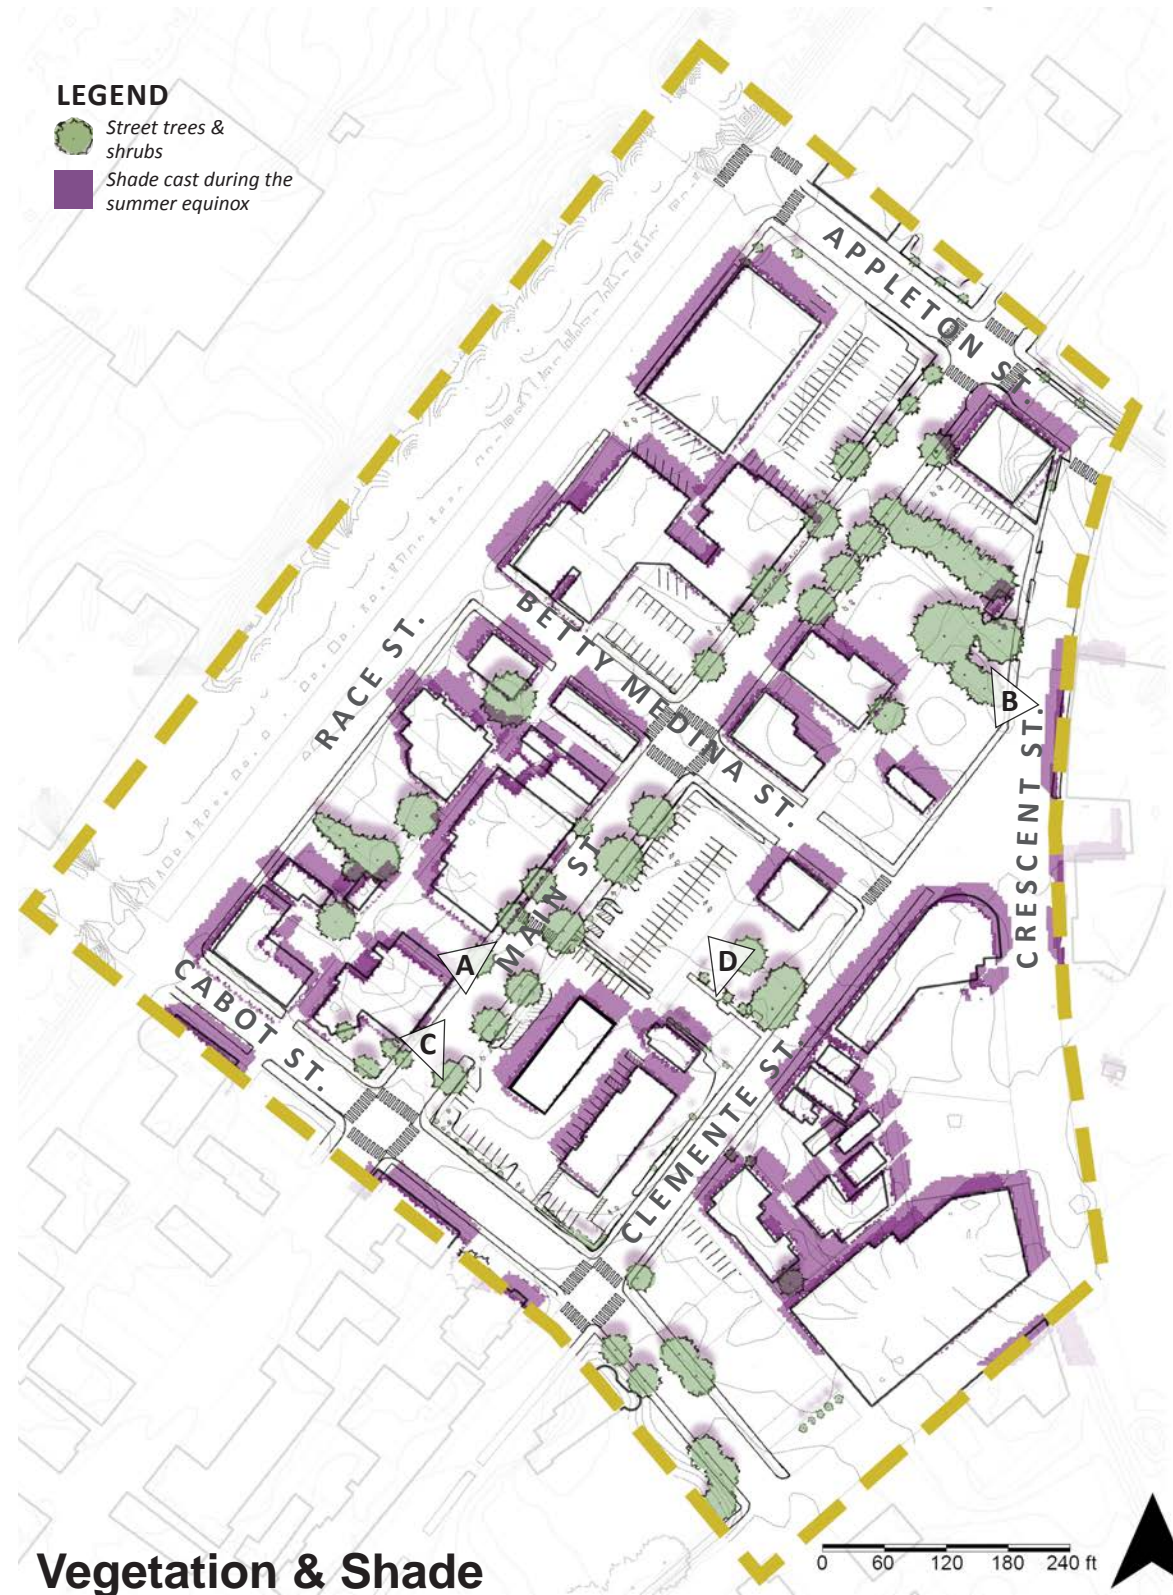 LEGEND
Street trees &
shrubs
Shade cast during the
summer equinox
APPLETON ST.
BETTY MEDINA ST.
RACE ST.
B
CRESCENT ST.
MAIN ST
A
D
C
CABOT ST.
CLEMENTE ST.
0 60 120 180 240 ft
Vegetation & Shade